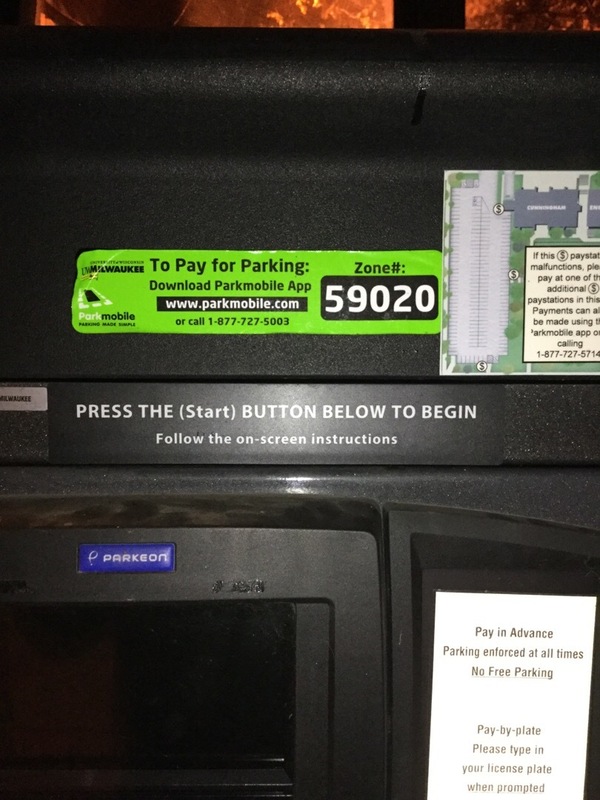 UWMILWAUKEE
To Pay for Parking:
Download Parkmobile App
www.parkmobile.com
or call 1-877-727-5003
Parkmobile
PARKING MADE SIMPLE
Zone#:
59020
CUNNINGHAM
If this Ⓢ paystat
malfunctions, plea
pay at one of th
additional Ⓢ
paystations in this
Payments can al
be made using th
Parkmobile app or
calling
1-877-727-5714
MILWAUKEE
PRESS THE (Start) BUTTON BELOW TO BEGIN
Follow the on-screen instructions
PARKEON
Pay in Advance
Parking enforced at all times
No Free Parking
Pay-by-plate
Please type in
your license plate
when prompted